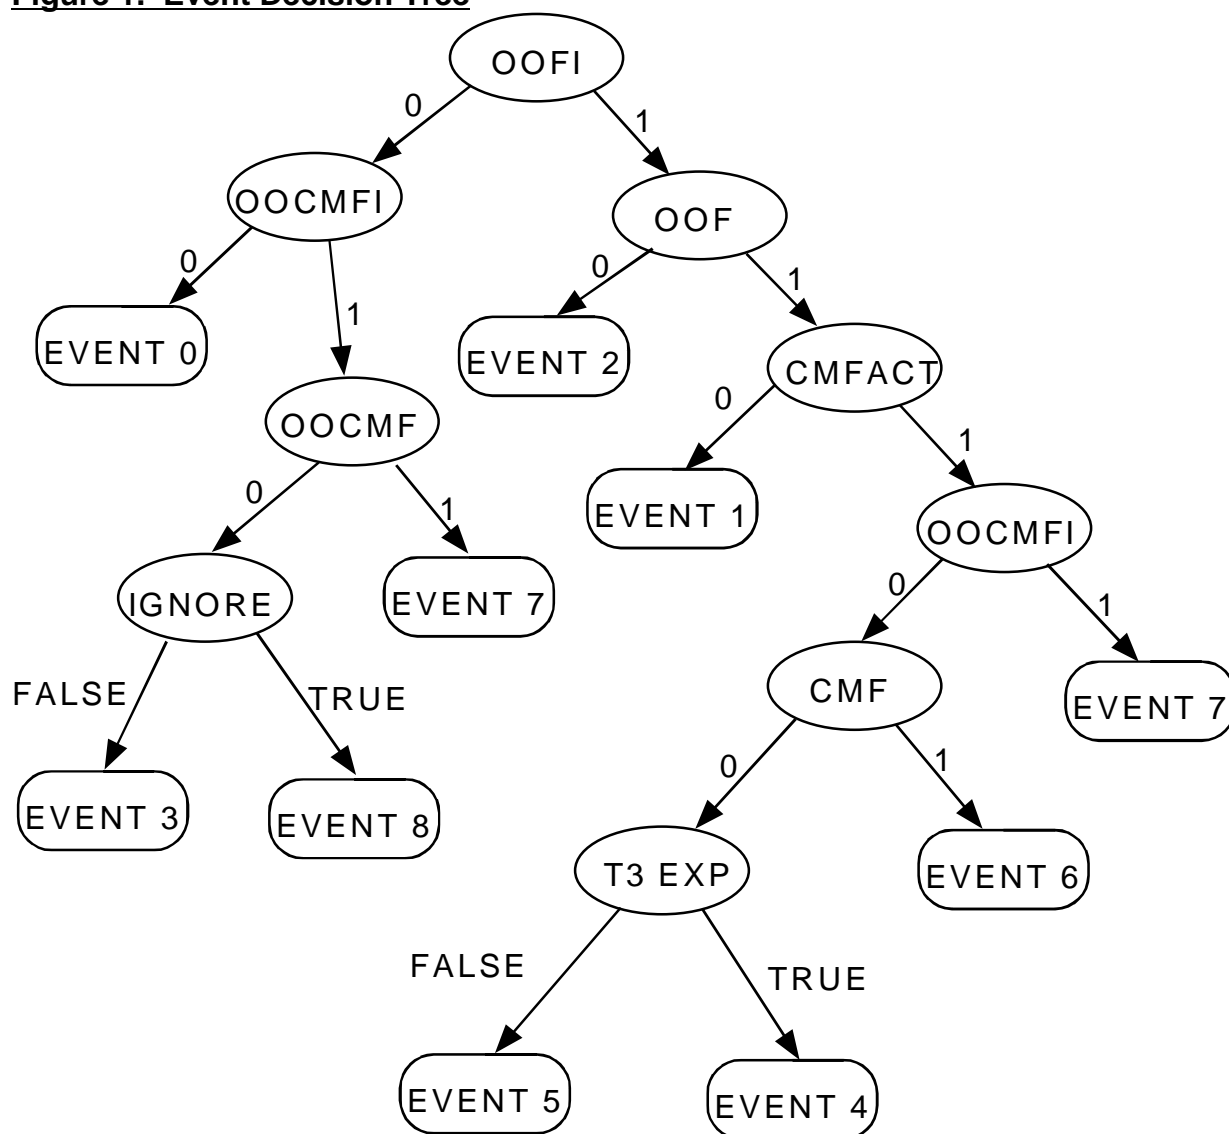 Figure 1: Event Decision Tree
OOFI
0
1
OOCMFI
OOF
0
0
1
1
EVENT 0
EVENT 2
CMFACT
0
OOCMF
1
0
1
EVENT 1
OOCMFI
IGNORE
EVENT 7
0
1
FALSE
TRUE
CMF
EVENT 7
0
1
EVENT 3
EVENT 8
T3 EXP
EVENT 6
FALSE
TRUE
EVENT 5
EVENT 4